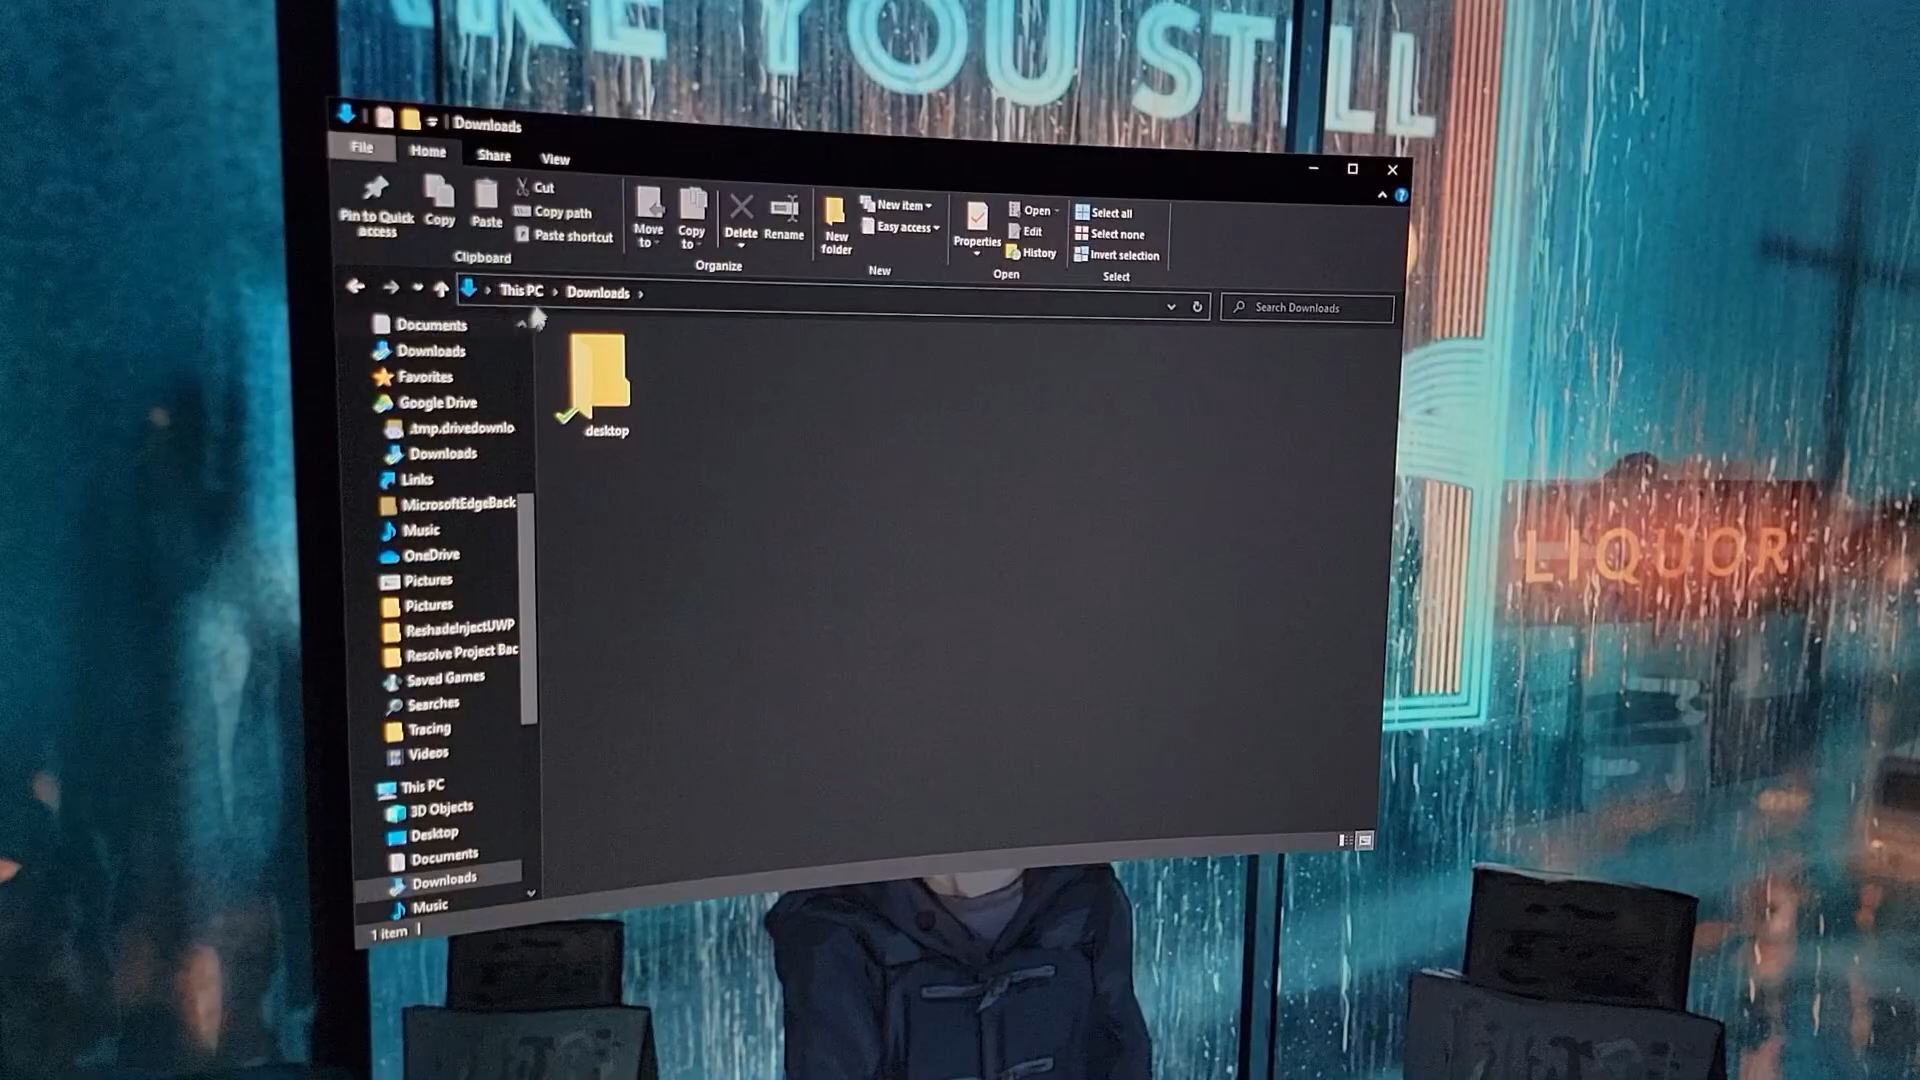 KE YOU STILL
Downloads
File Home Share View
Pin to Quick access
Copy
Paste
Cut
Copy path
Paste shortcut
Clipboard
Move to
Copy to
Delete
Rename
Organize
New folder
New item
Easy access
New
Properties
Open
Edit
History
Open
Select all
Select none
Invert selection
Select
This PC > Downloads >
Search Downloads
Documents
Downloads
Favorites
Google Drive
.tmp.drivedownlo
Downloads
Links
MicrosoftEdgeBack
Music
OneDrive
Pictures
Pictures
ReshadeInjectUWP
Resolve Project Bac
Saved Games
Searches
Tracing
Videos
This PC
3D Objects
Desktop
Documents
Downloads
Music
desktop
1 item
LIQUOR